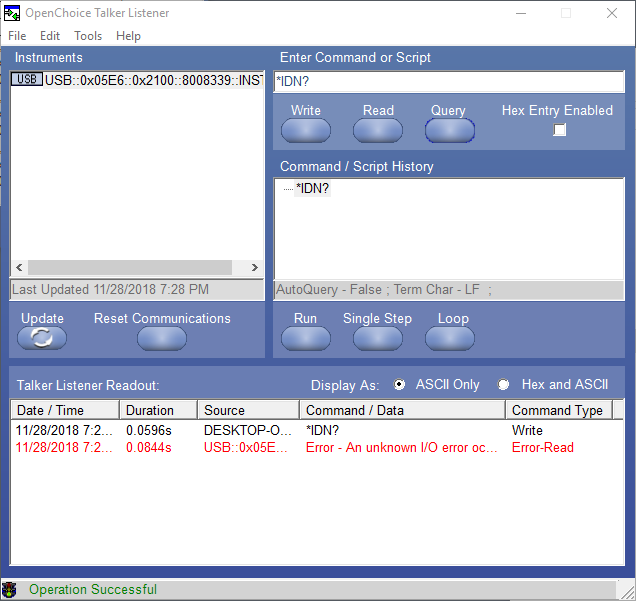 OpenChoice Talker Listener
File Edit Tools Help
Instruments
USB USB::0x05E6::0x2100::8008339::INST
Last Updated 11/28/2018 7:28 PM
Update Reset Communications
Enter Command or Script
*IDN?
Write Read Query Hex Entry Enabled
Command / Script History
*IDN?
AutoQuery - False ; Term Char - LF ;
Run Single Step Loop
Talker Listener Readout: Display As: ASCII Only Hex and ASCII
Date / Time Duration Source Command / Data Command Type
11/28/2018 7:2... 0.0596s DESKTOP-O... *IDN? Write
11/28/2018 7:2... 0.0844s USB::0x05E... Error - An unknown I/O error oc... Error-Read
Operation Successful